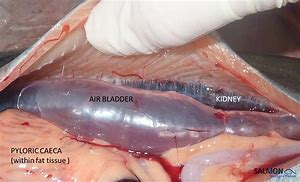 AIR BLADDER
KIDNEY
PYLORIC CAECA
(within fat tissue )
SALMON